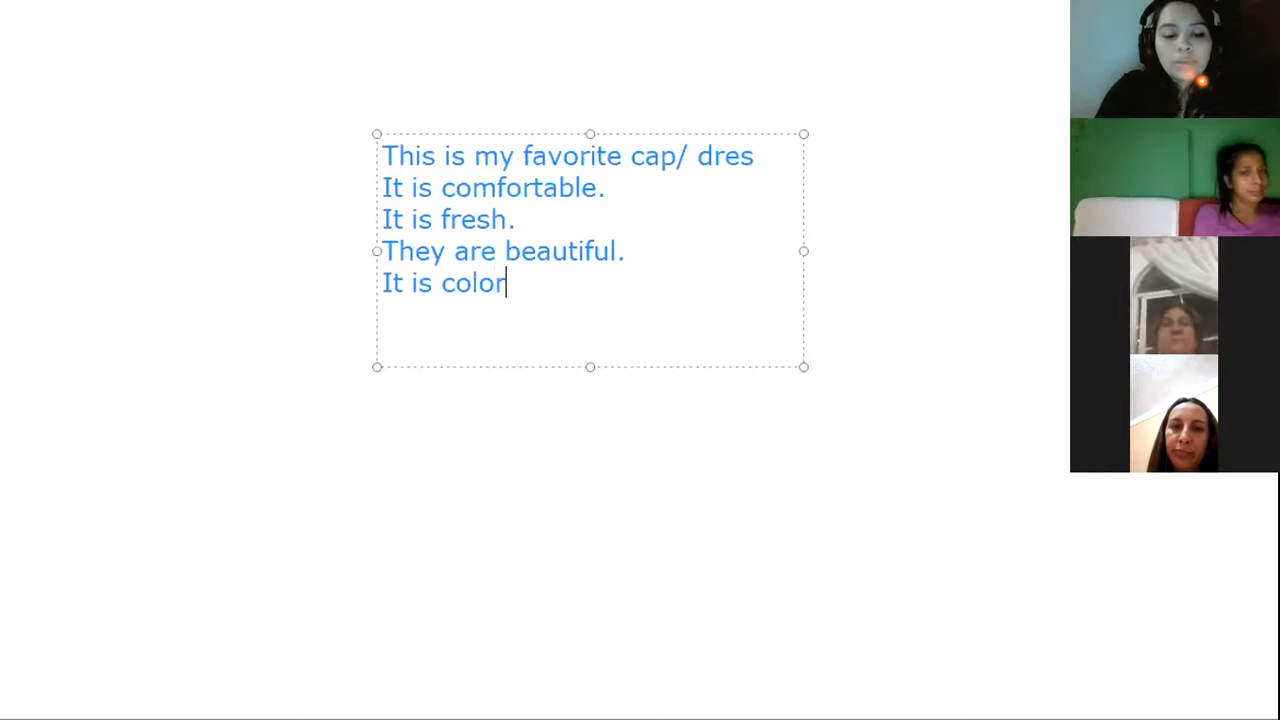 This is my favorite cap/ dres
It is comfortable.
It is fresh.
They are beautiful.
It is color